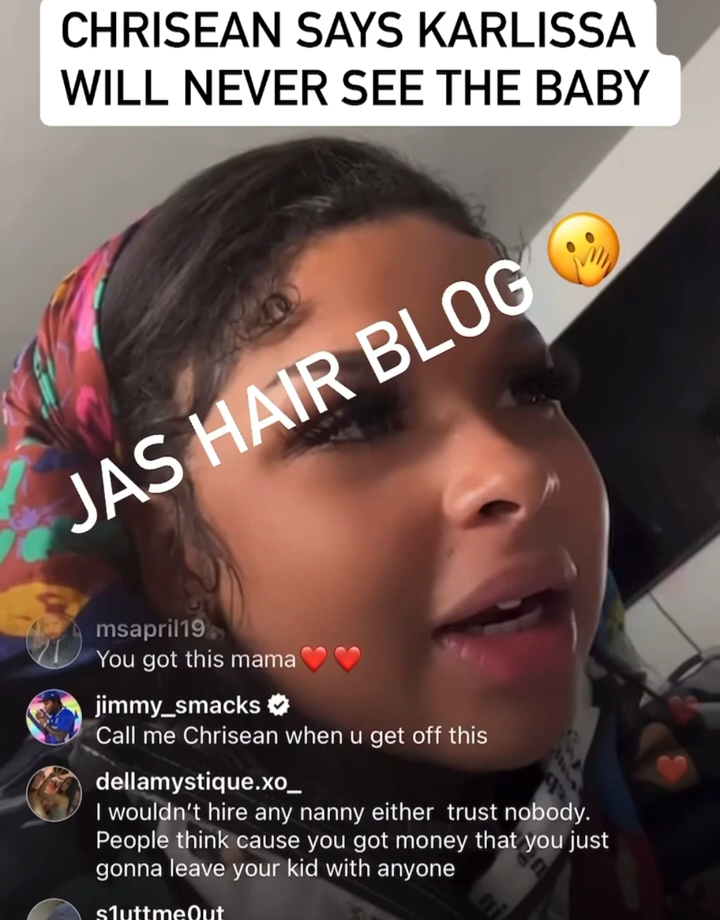 CHRISEAN SAYS KARLISSA
WILL NEVER SEE THE BABY
JAS HAIR BLOG
msapril19
You got this mama❤️❤️
jimmy_smacks
Call me Chrisean when u get off this
dellamystique.xo_
I wouldn’t hire any nanny either  trust nobody.
People think cause you got money that you just
gonna leave your kid with anyone
s1uttme0ut